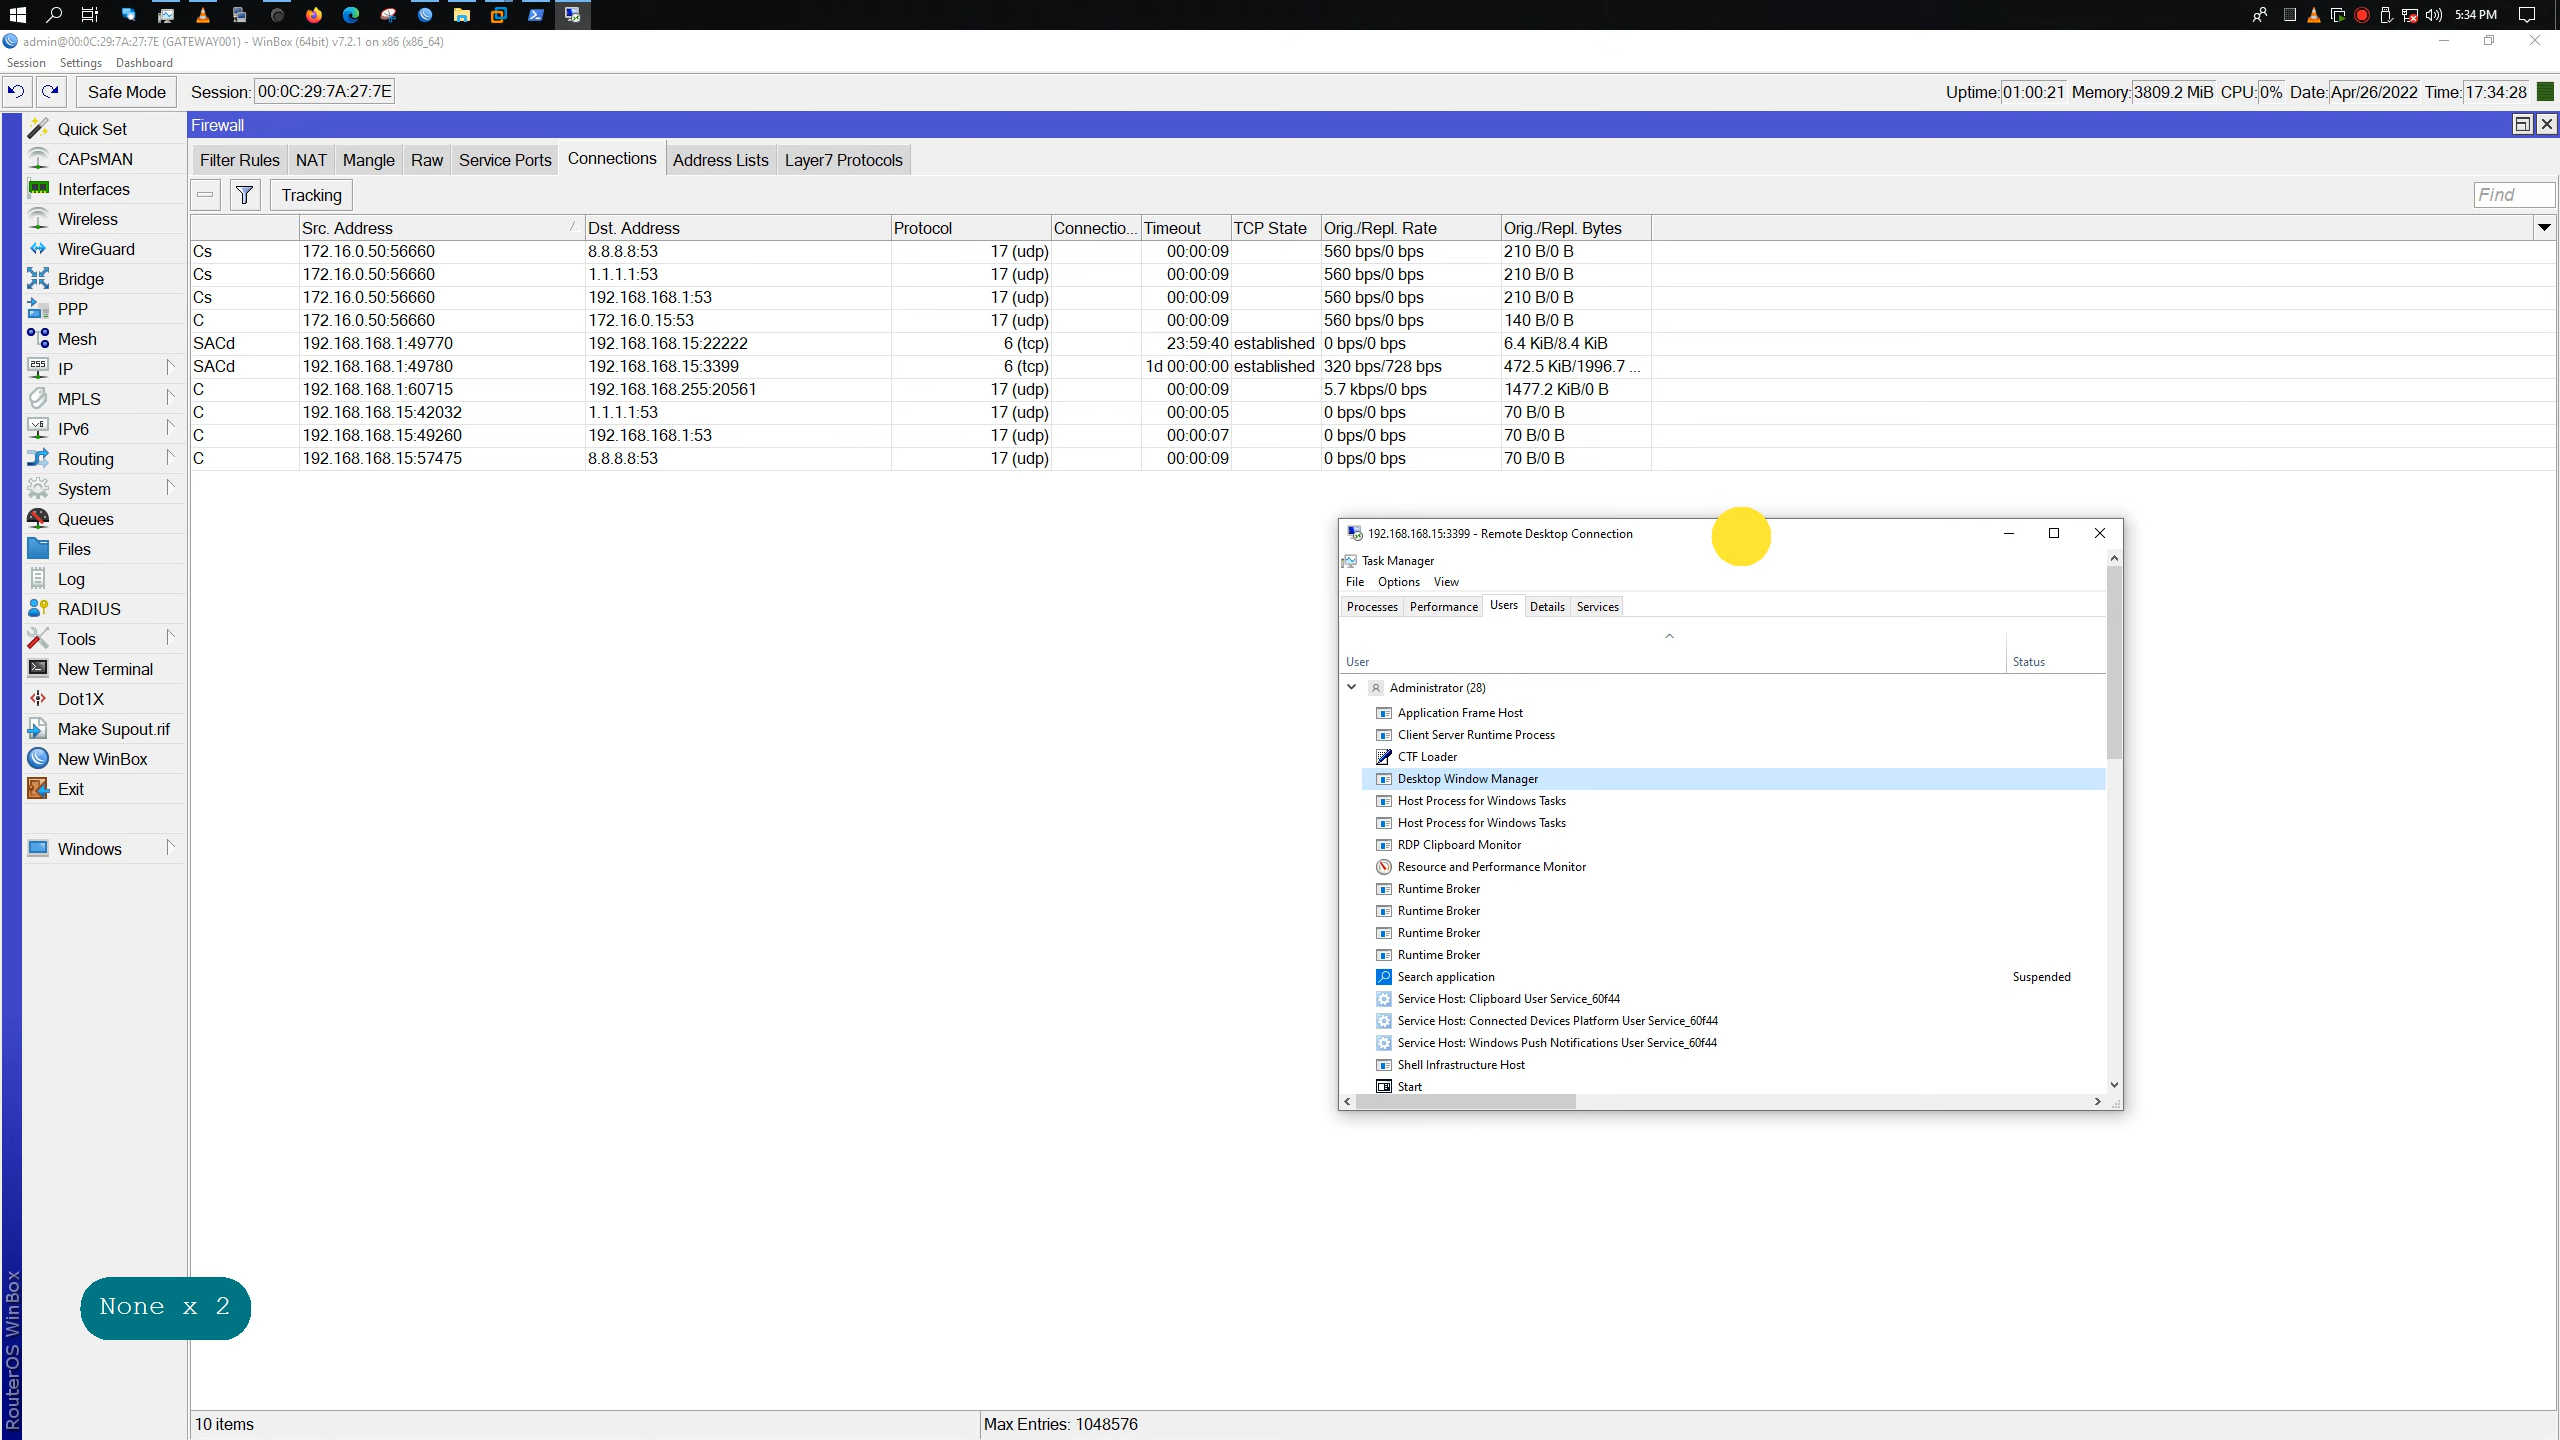 5:34 PM
admin@00:0C:29:7A:27:7E (GATEWAY001) - WinBox (64bit) v7.2.1 on x86 (x86_64)
Session Settings Dashboard
Safe Mode Session: 00:0C:29:7A:27:7E Uptime: 01:00:21 Memory: 3809.2 MiB CPU: 0% Date: Apr/26/2022 Time: 17:34:28
Quick Set
CAPsMAN
Interfaces
Wireless
WireGuard
Bridge
PPP
Mesh
IP
MPLS
IPv6
Routing
System
Queues
Files
Log
RADIUS
Tools
New Terminal
Dot1X
Make Supout.rif
New WinBox
Exit
Windows
RouterOS WinBox
Firewall
Filter Rules NAT Mangle Raw Service Ports Connections Address Lists Layer7 Protocols
Tracking Find
Src. Address Dst. Address Protocol Connectio... Timeout TCP State Orig./Repl. Rate Orig./Repl. Bytes
Cs 172.16.0.50:56660 8.8.8.8:53 17 (udp) 00:00:09 560 bps/0 bps 210 B/0 B
Cs 172.16.0.50:56660 1.1.1.1:53 17 (udp) 00:00:09 560 bps/0 bps 210 B/0 B
Cs 172.16.0.50:56660 192.168.168.1:53 17 (udp) 00:00:09 560 bps/0 bps 210 B/0 B
C 172.16.0.50:56660 172.16.0.15:53 17 (udp) 00:00:09 560 bps/0 bps 140 B/0 B
SACd 192.168.168.1:49770 192.168.168.15:22222 6 (tcp) 23:59:40 established 0 bps/0 bps 6.4 KiB/8.4 KiB
SACd 192.168.168.1:49780 192.168.168.15:3399 6 (tcp) 1d 00:00:00 established 320 bps/728 bps 472.5 KiB/1996.7 ...
C 192.168.168.1:60715 192.168.168.255:20561 17 (udp) 00:00:09 5.7 kbps/0 bps 1477.2 KiB/0 B
C 192.168.168.15:42032 1.1.1.1:53 17 (udp) 00:00:05 0 bps/0 bps 70 B/0 B
C 192.168.168.15:49260 192.168.168.1:53 17 (udp) 00:00:07 0 bps/0 bps 70 B/0 B
C 192.168.168.15:57475 8.8.8.8:53 17 (udp) 00:00:09 0 bps/0 bps 70 B/0 B
192.168.168.15:3399 - Remote Desktop Connection
Task Manager
File Options View
Processes Performance Users Details Services
User Status
Administrator (28)
Application Frame Host
Client Server Runtime Process
CTF Loader
Desktop Window Manager
Host Process for Windows Tasks
Host Process for Windows Tasks
RDP Clipboard Monitor
Resource and Performance Monitor
Runtime Broker
Runtime Broker
Runtime Broker
Runtime Broker
Search application Suspended
Service Host: Clipboard User Service_60f44
Service Host: Connected Devices Platform User Service_60f44
Service Host: Windows Push Notifications User Service_60f44
Shell Infrastructure Host
Start
None x 2
10 items Max Entries: 1048576